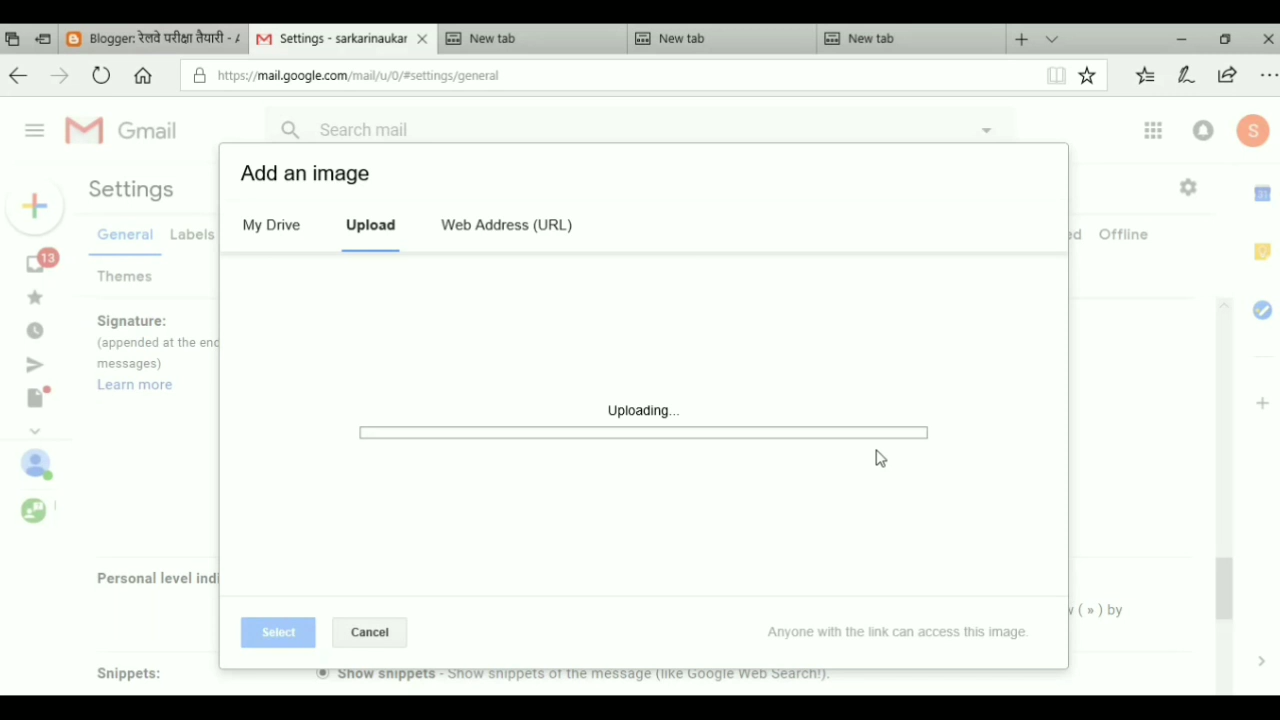 Blogger: रेलवे परीक्षा तैयारी - A
Settings - sarkarinaukar
New tab
New tab
New tab
https://mail.google.com/mail/u/0/#settings/general
Gmail
Search mail
S
Add an image
Settings
31
My Drive
Upload
Web Address (URL)
General
Labels
ed
Offline
13
Themes
Signature:
(appended at the end
messages)
Learn more
Uploading...
Personal level indi
( » ) by
Select
Cancel
Anyone with the link can access this image.
Snippets:
Show snippets - Show snippets of the message (like Google Web Search!).